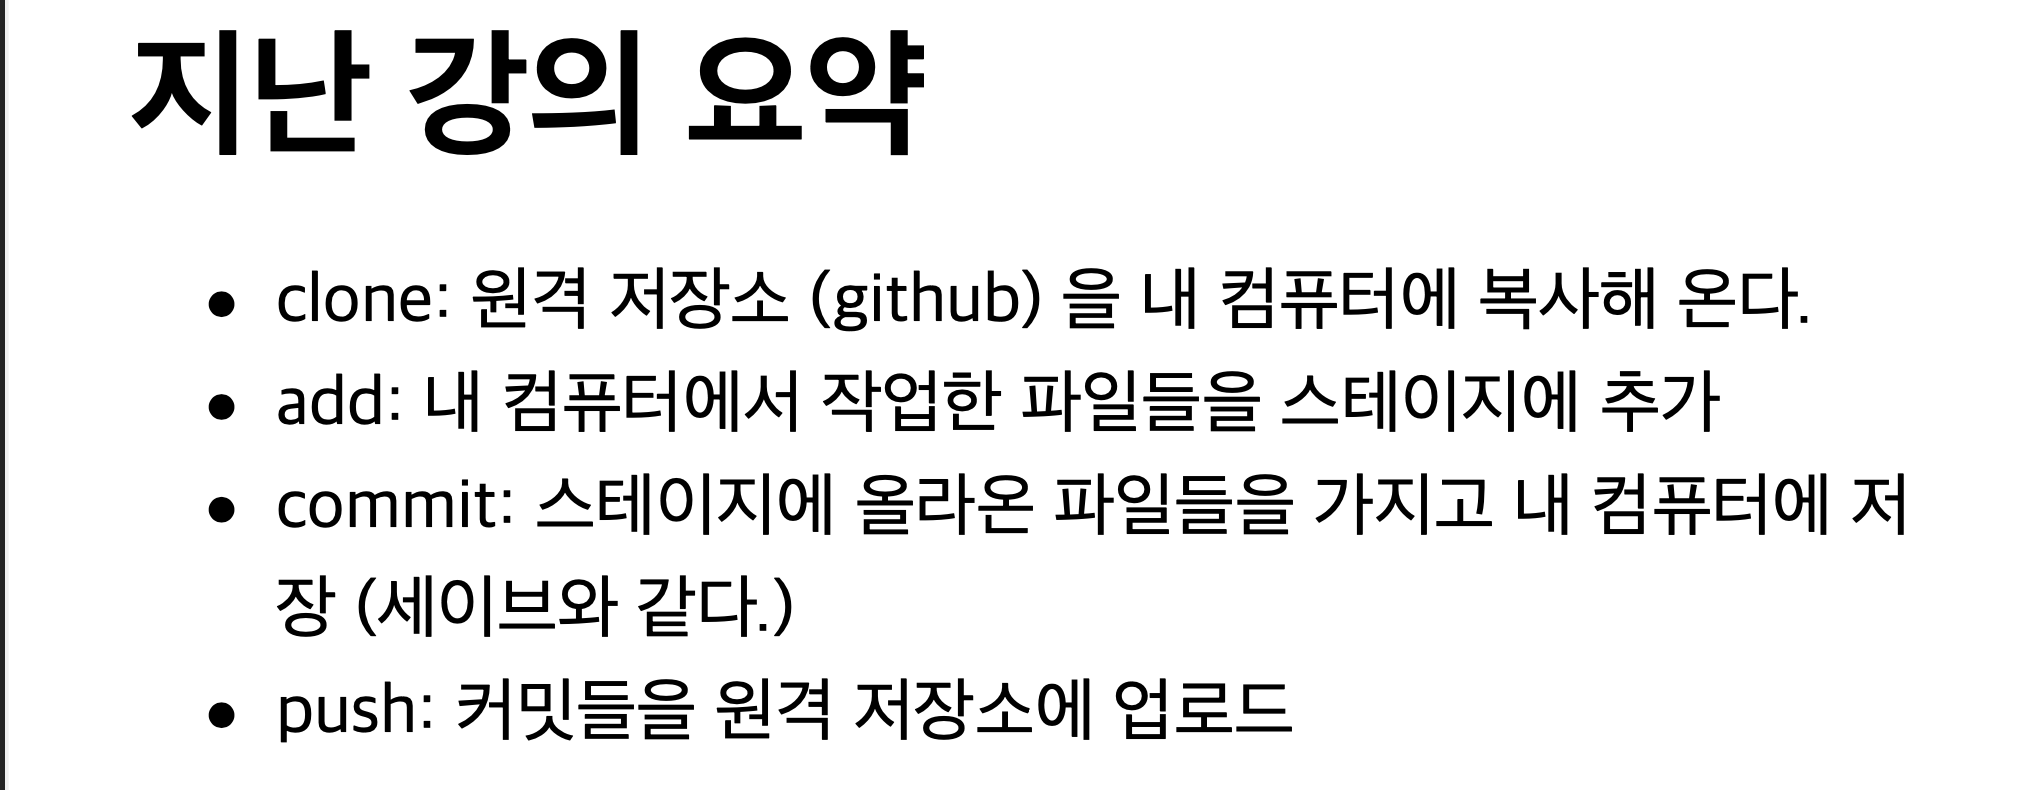 지난 강의 요약
• clone: 원격 저장소 (github) 을 내 컴퓨터에 복사해 온다.
• add: 내 컴퓨터에서 작업한 파일들을 스테이지에 추가
• commit: 스테이지에 올라온 파일들을 가지고 내 컴퓨터에 저
장 (세이브와 같다.)
• push: 커밋들을 원격 저장소에 업로드